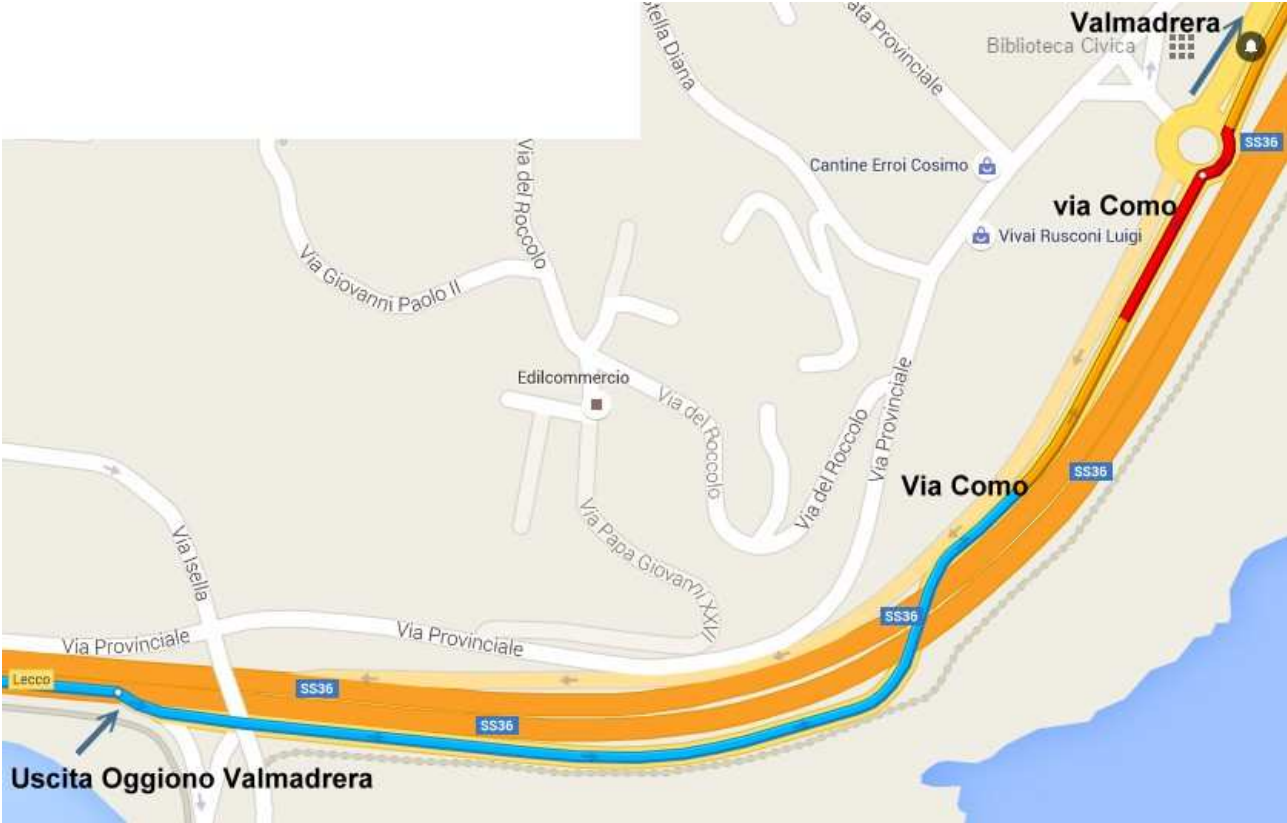 Valmadrera
Biblioteca Civica
Stella Diana
ata Provinciale
SS36
Cantine Erroi Cosimo
Via del Roccolo
via Como
Vivai Rusconi Luigi
Via Giovanni Paolo II
Edilcommercio
Via del Roccolo
Via Provinciale
Via del Roccolo
Via Como
SS36
Via Isella
Via Papa Giovanni XXIII
SS36
Via Provinciale
Via Provinciale
Lecco
SS36
SS36
Uscita Oggiono Valmadrera